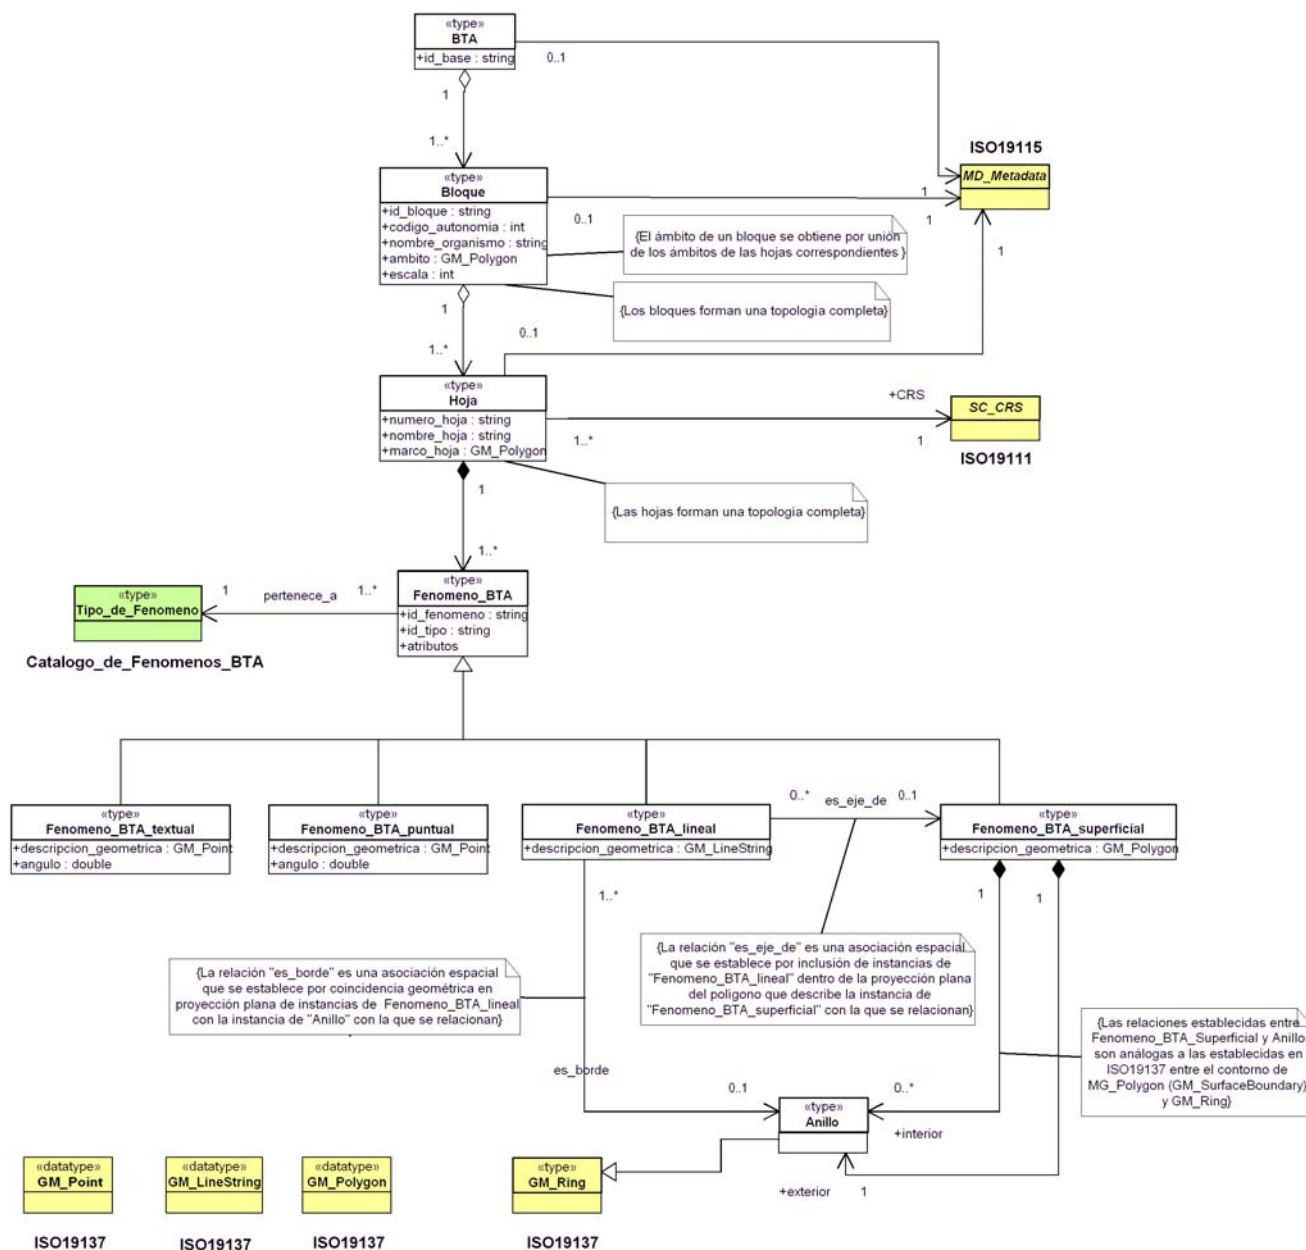 «type»
BTA
+id_base : string
0..1
1
1..*
ISO19115
MD_Metadata
«type»
Bloque
+id_bloque : string
+codigo_autonomia : int
+nombre_organismo : string
+ambito : GM_Polygon
+escala : int
0..1
1
1
1
{El ámbito de un bloque se obtiene por unión
de los ámbitos de las hojas correspondientes }
{Los bloques forman una topologia completa}
1
1..*
0..1
«type»
Hoja
+numero_hoja : string
+nombre_hoja : string
+marco_hoja : GM_Polygon
+CRS
1..*
1
SC_CRS
ISO19111
{Las hojas forman una topologia completa}
1
1..*
«type»
Tipo_de_Fenomeno
1
pertenece_a
1..*
Catalogo_de_Fenomenos_BTA
«type»
Fenomeno_BTA
+id_fenomeno : string
+id_tipo : string
+atributos
«type»
Fenomeno_BTA_textual
+descripcion_geometrica : GM_Point
+angulo : double
«type»
Fenomeno_BTA_puntual
+descripcion_geometrica : GM_Point
+angulo : double
«type»
Fenomeno_BTA_lineal
+descripcion_geometrica : GM_LineString
0..*
es_eje_de
0..1
«type»
Fenomeno_BTA_superficial
+descripcion_geometrica : GM_Polygon
1..*
1
1
{La relación "es_borde" es una asociación espacial
que se establece por coincidencia geométrica en
proyección plana de instancias de Fenomeno_BTA_lineal
con la instancia de "Anillo" con la que se relacionan}
{La relación "es_eje_de" es una asociación espacial
que se establece por inclusión de instancias de
"Fenomeno_BTA_lineal" dentro de la proyección plana
del poligono que describe la instancia de
"Fenomeno_BTA_superficial" con la que se relacionan}
{Las relaciones establecidas entre
Fenomeno_BTA_Superficial y Anillo
son análogas a las establecidas en
ISO19137 entre el contorno de
MG_Polygon (GM_SurfaceBoundary)
y GM_Ring}
es_borde
0..1
0..*
«type»
Anillo
+interior
+exterior
1
«datatype»
GM_Point
ISO19137
«datatype»
GM_LineString
ISO19137
«datatype»
GM_Polygon
ISO19137
«type»
GM_Ring
ISO19137